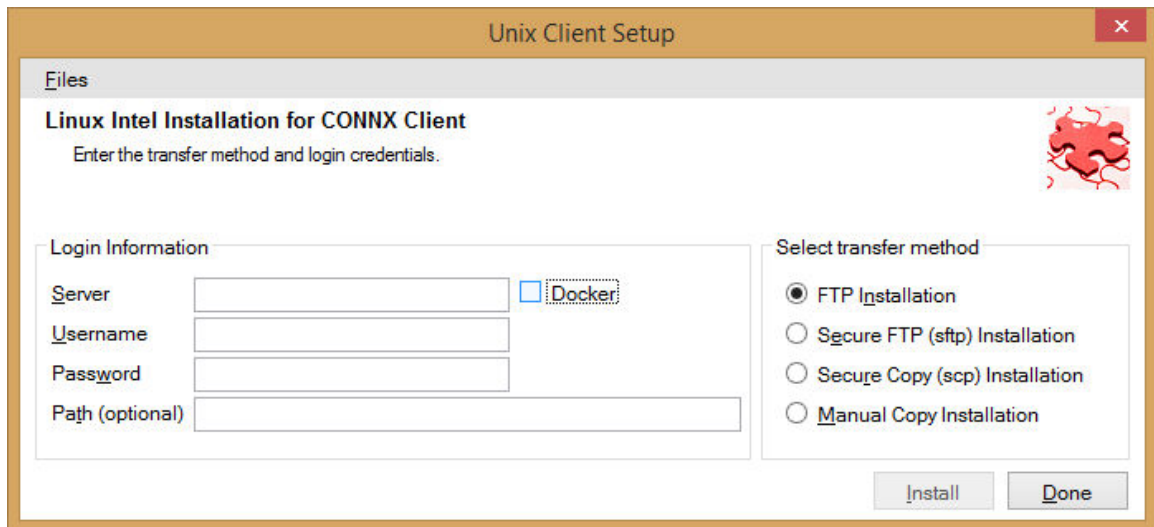 Unix Client Setup
Files
Linux Intel Installation for CONNX Client
Enter the transfer method and login credentials.
Login Information
Server
Docker
Username
Password
Path (optional)
Select transfer method
FTP Installation
Secure FTP (sftp) Installation
Secure Copy (scp) Installation
Manual Copy Installation
Install
Done